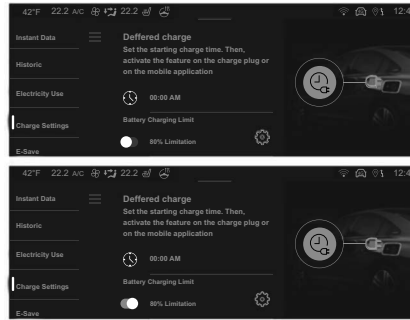 42°F 22.2 A/C 22.2 12:4
Instant Data
Historic
Electricity Use
Charge Settings
E-Save
Deffered charge
Set the starting charge time. Then,
activate the feature on the charge plug or
on the mobile application
00:00 AM
Battery Charging Limit
80% Limitation
42°F 22.2 A/C 22.2 12:4
Instant Data
Historic
Electricity Use
Charge Settings
E-Save
Deffered charge
Set the starting charge time. Then,
activate the feature on the charge plug or
on the mobile application
00:00 AM
Battery Charging Limit
80% Limitation